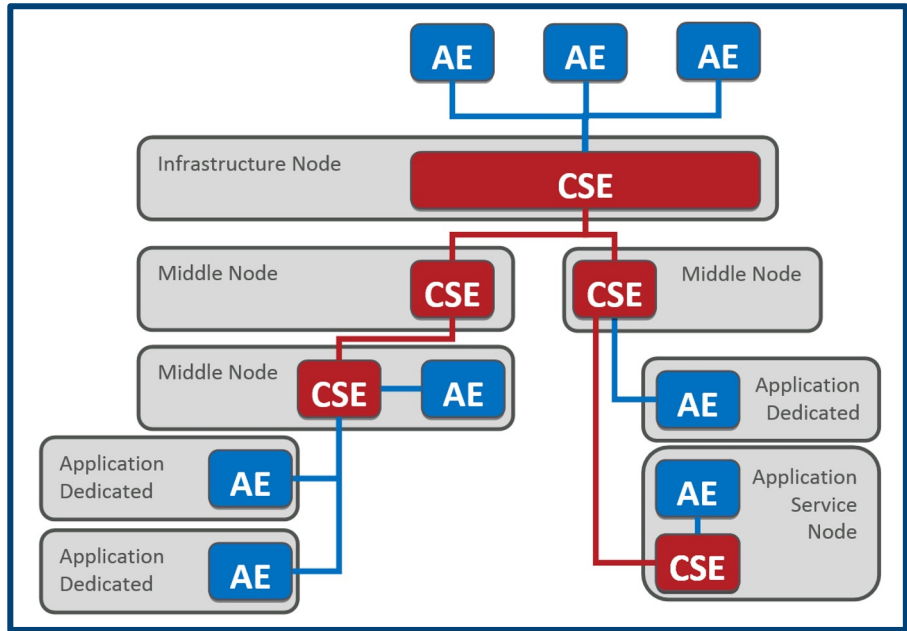 AE
AE
AE
Infrastructure Node
CSE
Middle Node
CSE
CSE
Middle Node
Middle Node
CSE
AE
AE
Application
Dedicated
Application
Dedicated
AE
AE
Application
Service
Node
CSE
Application
Dedicated
AE